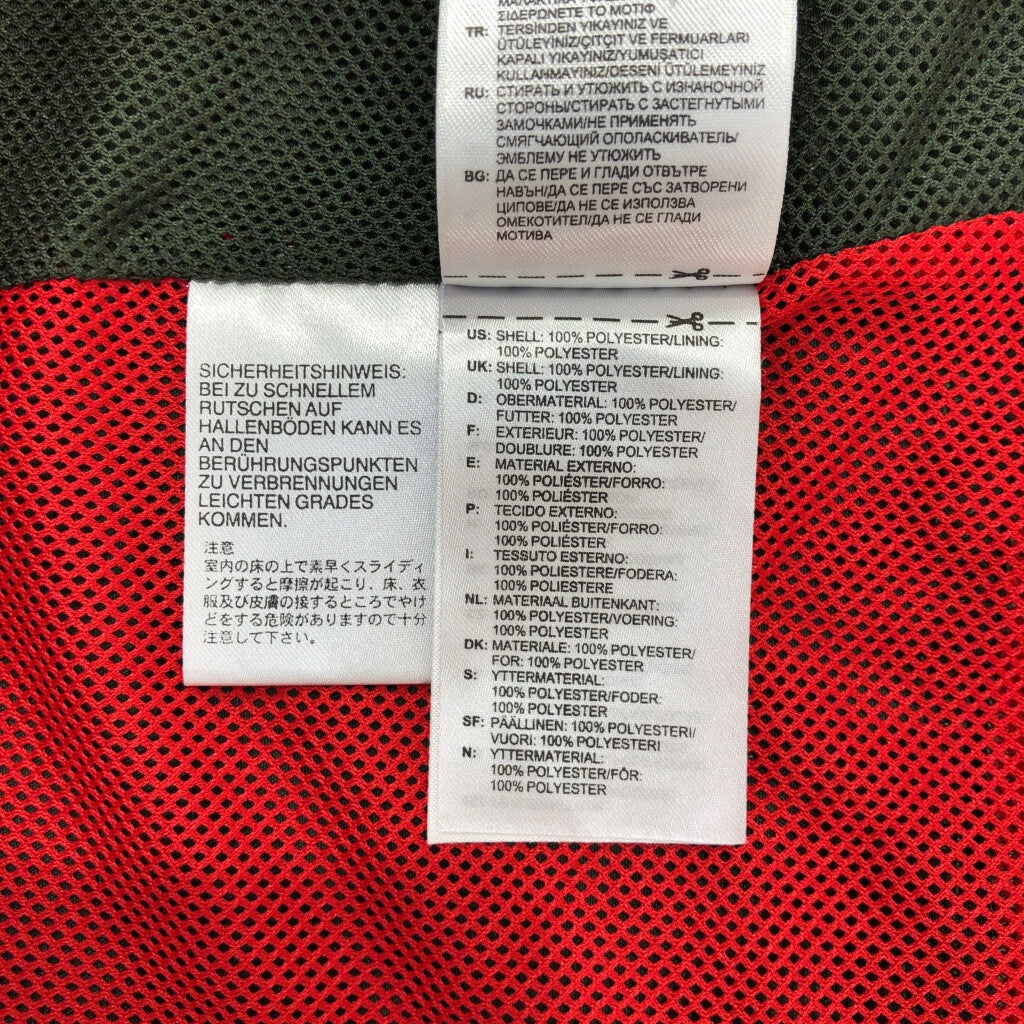 ΣΙΔΕΡΩΝΕΤΕ ΤΟ ΜΟΤΙΦ
TR: TERSİNDEN YIKAYINIZ VE
ÜTÜLEYİNİZ/ÇITÇIT VE FERMUARLARI
KAPALI YIKAYINIZ/YUMUŞATICI
KULLANMAYINIZ/DESENİ ÜTÜLEMEYİNİZ
RU: СТИРАТЬ И УТЮЖИТЬ С ИЗНАНОЧНОЙ
СТОРОНЫ/СТИРАТЬ С ЗАСТЕГНУТЫМИ
ЗАМОЧКАМИ/НЕ ПРИМЕНЯТЬ
СМЯГЧАЮЩИЙ ОПОЛАСКИВАТЕЛЬ/
ЭМБЛЕМУ НЕ УТЮЖИТЬ
BG: ДА СЕ ПЕРЕ И ГЛАДИ ОТВЪТРЕ
НАВЪН/ДА СЕ ПЕРЕ СЪС ЗАТВОРЕНИ
ЦИПОВЕ/ДА НЕ СЕ ИЗПОЛЗВА
ОМЕКОТИТЕЛ/ДА НЕ СЕ ГЛАДИ
МОТИВА
SICHERHEITSHINWEIS:
BEI ZU SCHNELLEM
RUTSCHEN AUF
HALLENBÖDEN KANN ES
AN DEN
BERÜHRUNGSPUNKTEN
ZU VERBRENNUNGEN
LEICHTEN GRADES
KOMMEN.
注意
室内の床の上で素早くスライディ
ングすると摩擦が起こり、床、衣
服及び皮膚の接するところでやけ
どをする危険がありますので十分
注意して下さい。
US: SHELL: 100% POLYESTER/LINING:
100% POLYESTER
UK: SHELL: 100% POLYESTER/LINING:
100% POLYESTER
D: OBERMATERIAL: 100% POLYESTER/
FUTTER: 100% POLYESTER
F: EXTERIEUR: 100% POLYESTER/
DOUBLURE: 100% POLYESTER
E: MATERIAL EXTERNO:
100% POLIÉSTER/FORRO:
100% POLIÉSTER
P: TECIDO EXTERNO:
100% POLIÉSTER/FORRO:
100% POLIÉSTER
I: TESSUTO ESTERNO:
100% POLIESTERE/FODERA:
100% POLIESTERE
NL: MATERIAAL BUITENKANT:
100% POLYESTER/VOERING:
100% POLYESTER
DK: MATERIALE: 100% POLYESTER/
FOR: 100% POLYESTER
S: YTTERMATERIAL:
100% POLYESTER/FODER:
100% POLYESTER
SF: PÄÄLLINEN: 100% POLYESTERI/
VUORI: 100% POLYESTERI
N: YTTERMATERIAL:
100% POLYESTER/FÔR:
100% POLYESTER